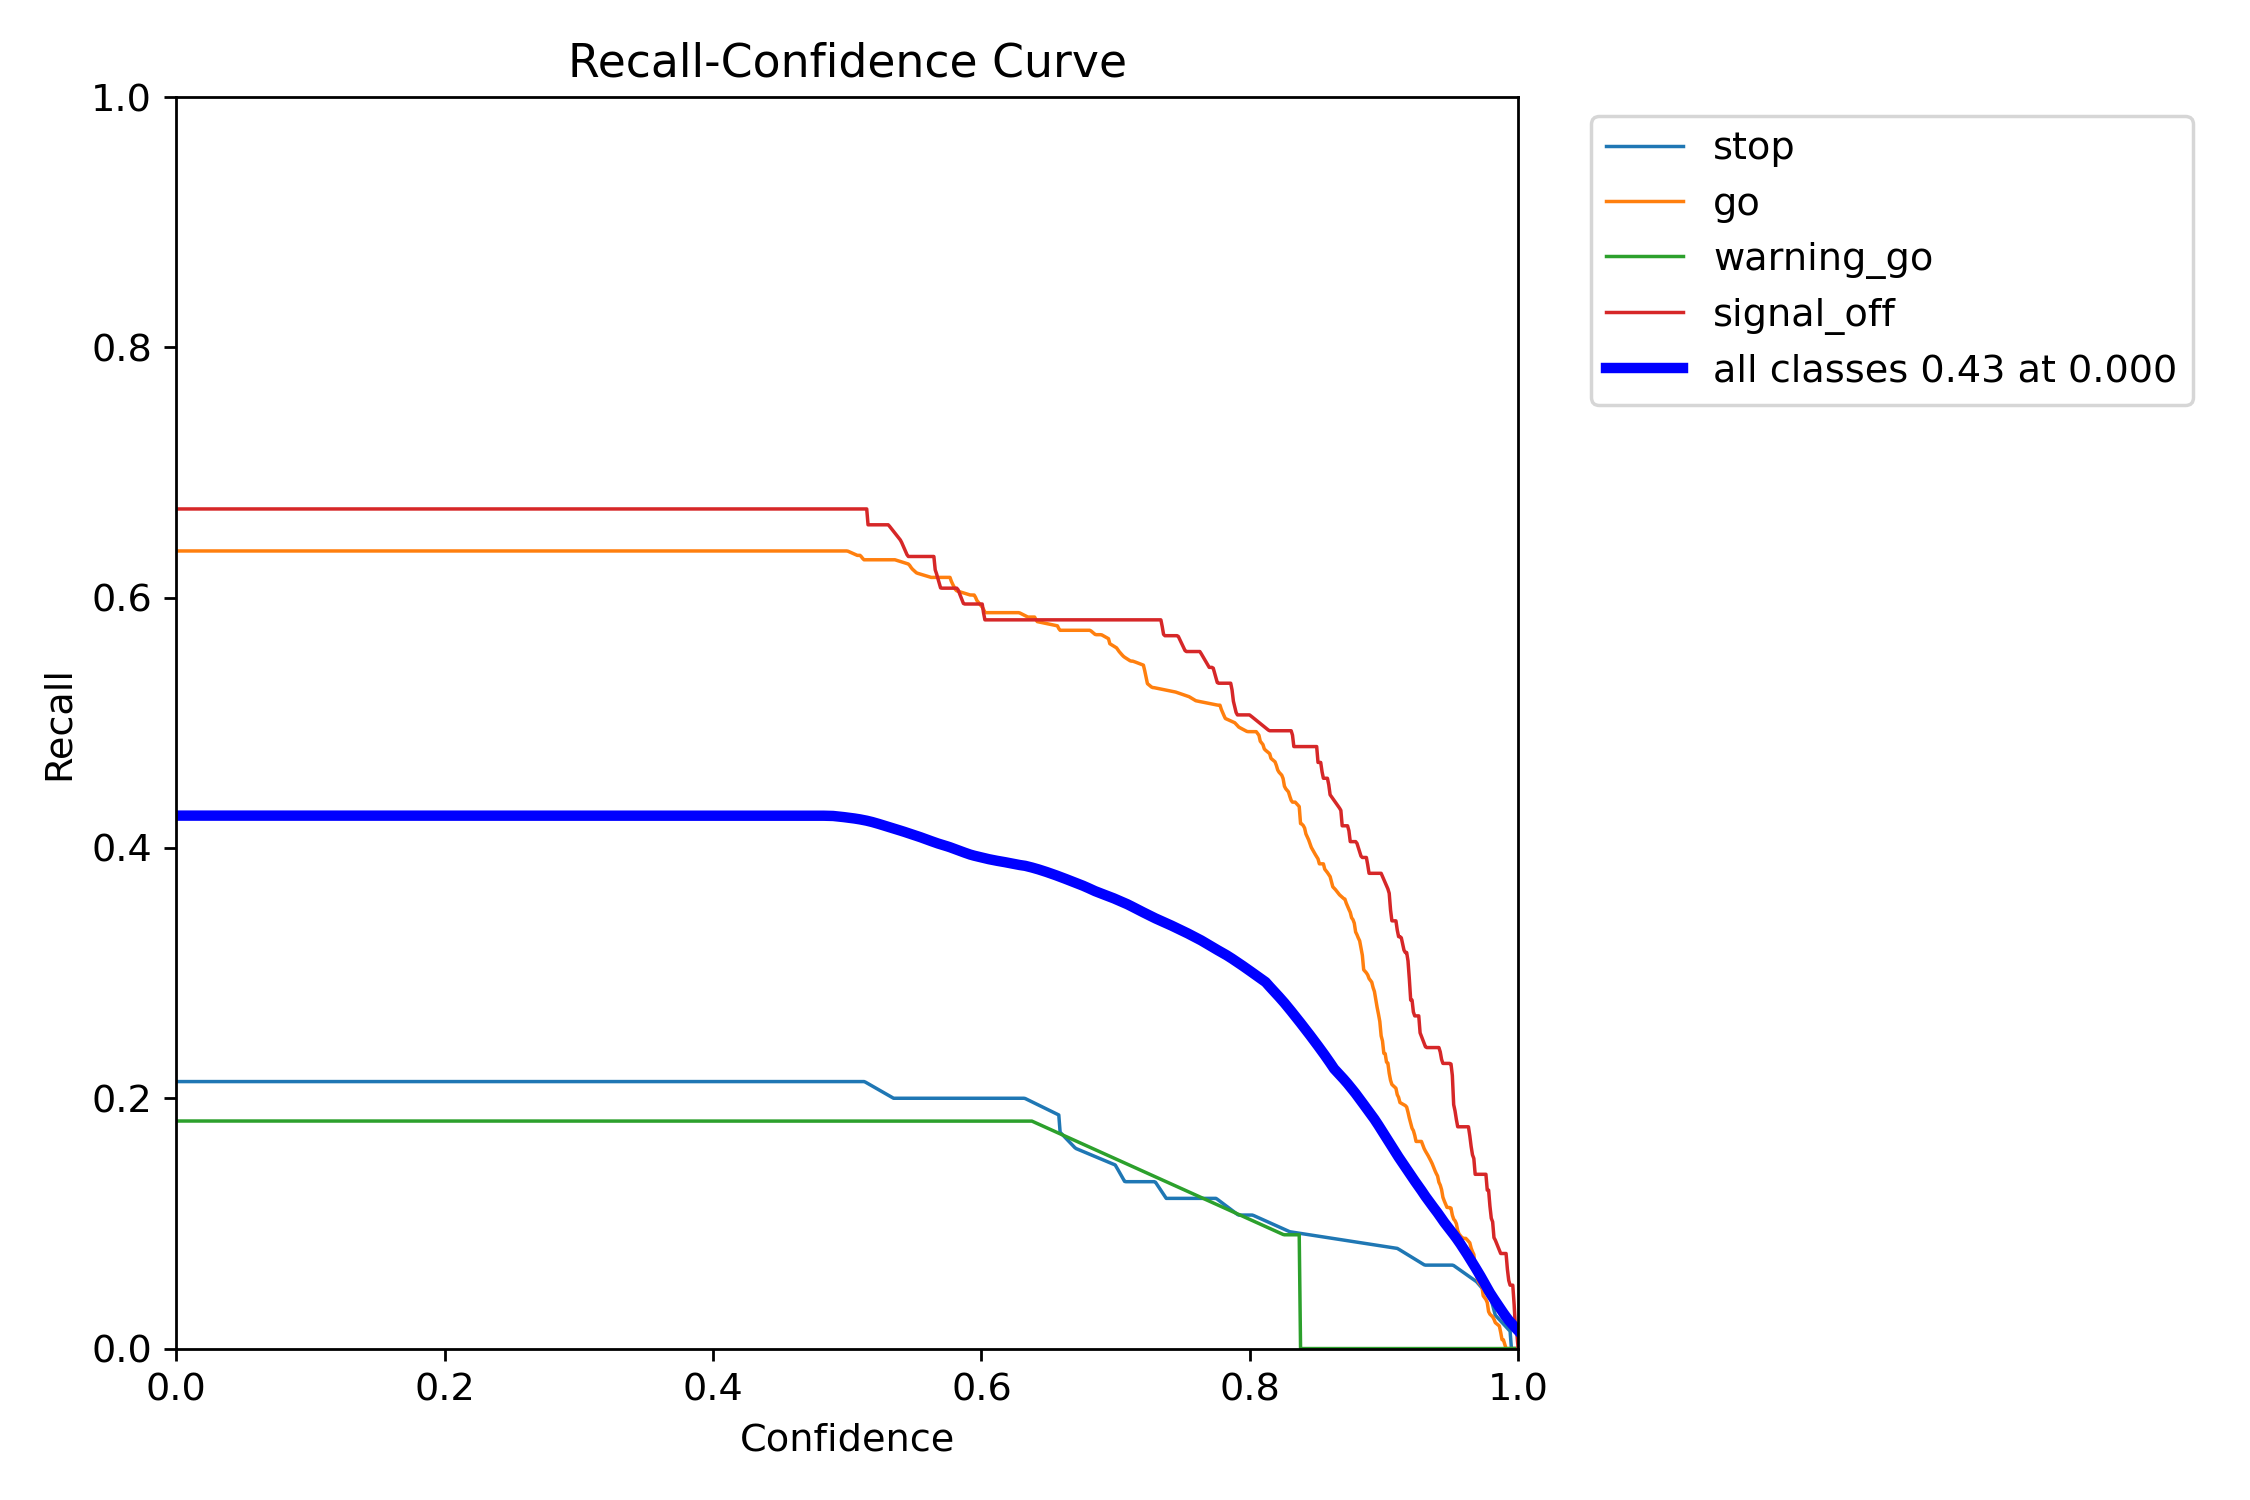 Recall-Confidence Curve
1.0
0.8
0.6
0.4
0.2
0.0
Recall
0.0 0.2 0.4 0.6 0.8 1.0
Confidence
stop
go
warning_go
signal_off
all classes 0.43 at 0.000